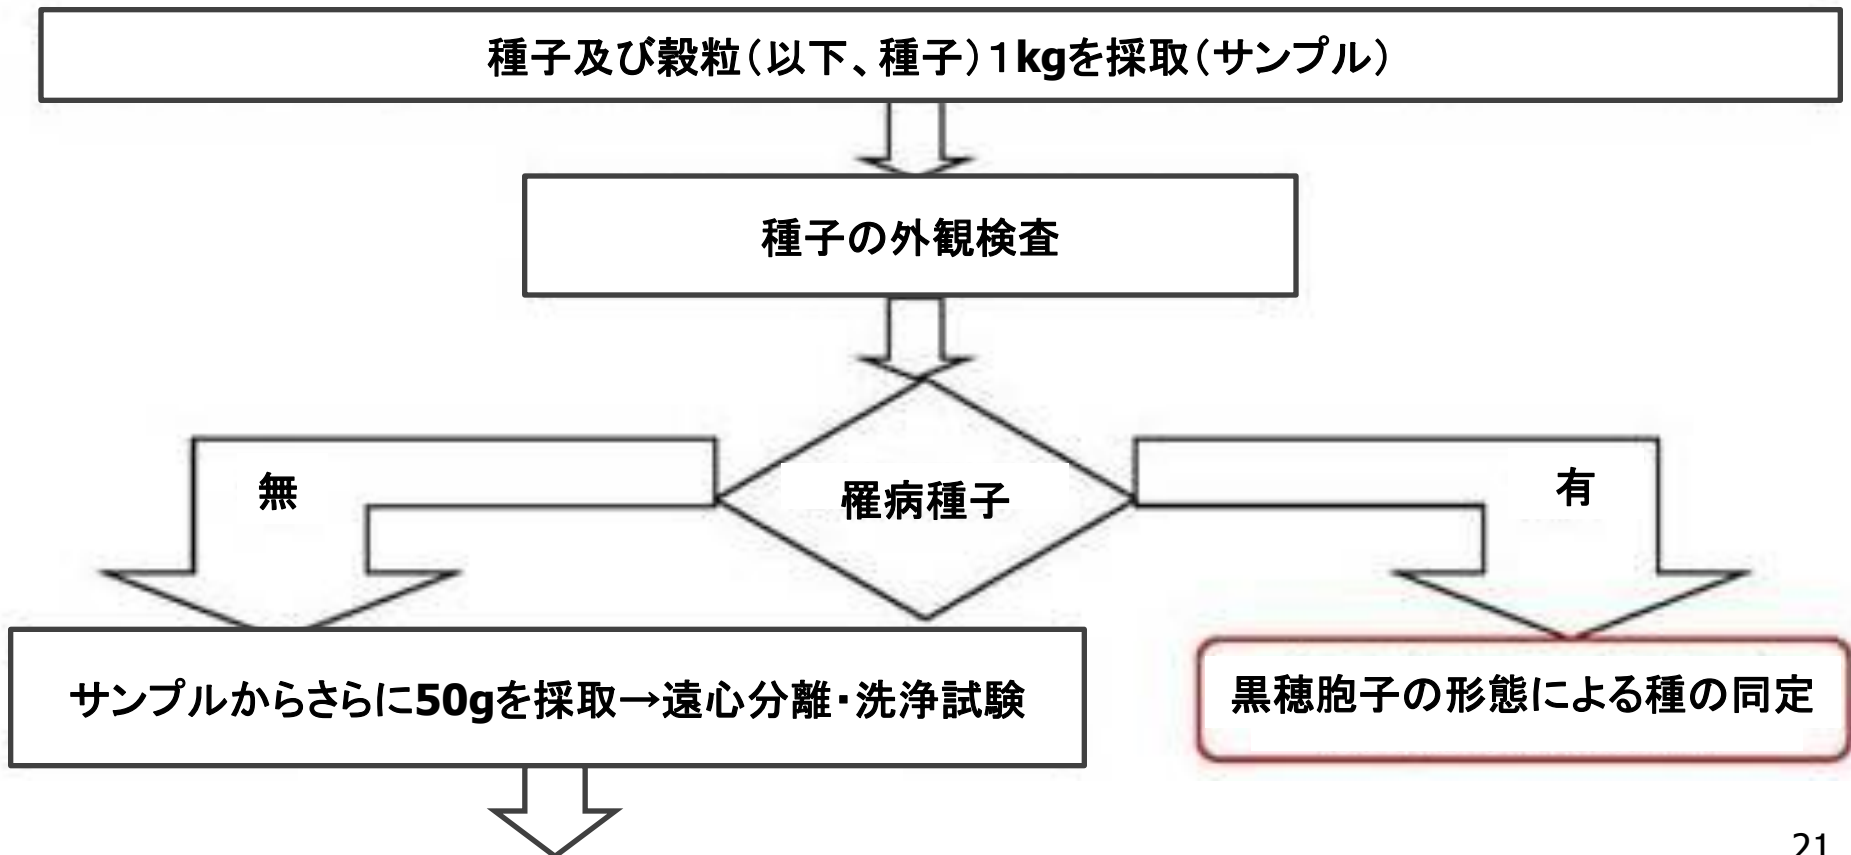 種子及び穀粒（以下、種子）１kgを採取（サンプル）
種子の外観検査
無
罹病種子
有
サンプルからさらに50gを採取→遠心分離・洗浄試験
黒穂胞子の形態による種の同定
21